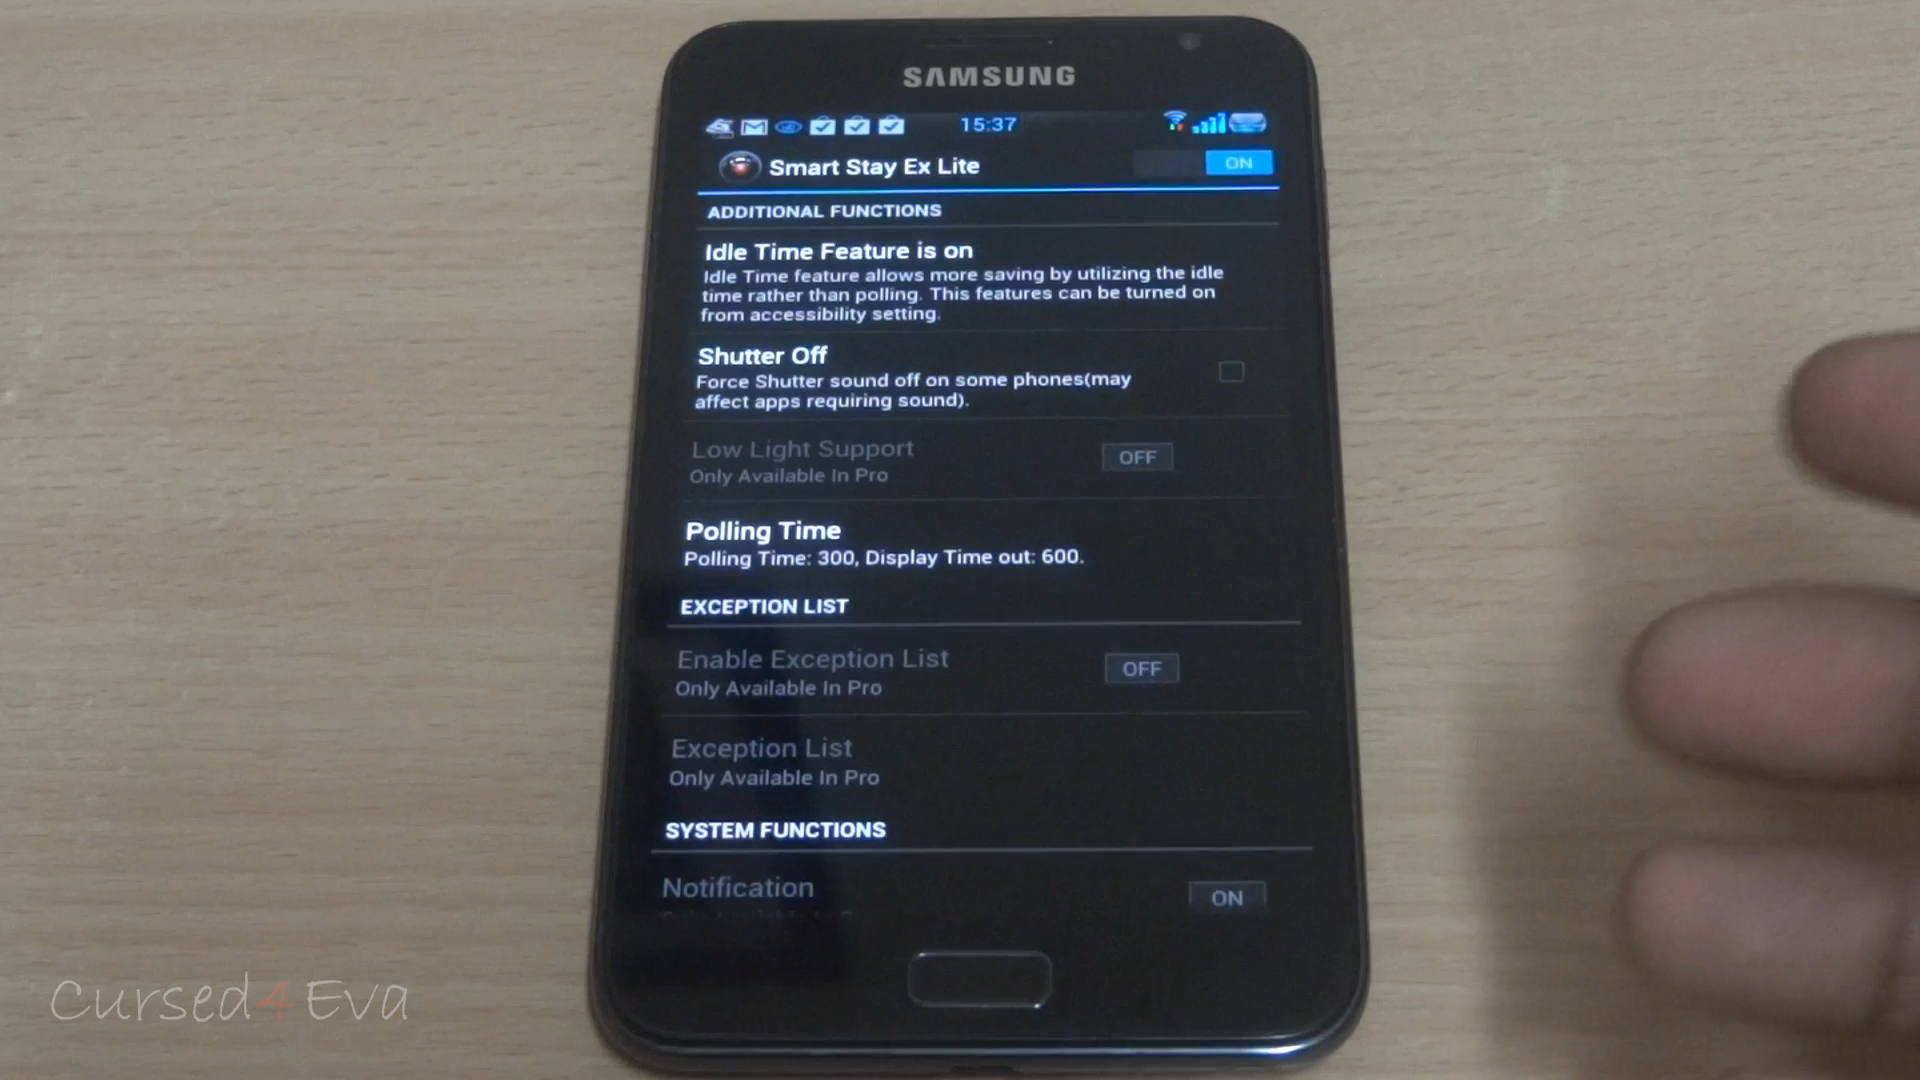 SAMSUNG
15:37
Smart Stay Ex Lite
ON
ADDITIONAL FUNCTIONS
Idle Time Feature is on
Idle Time feature allows more saving by utilizing the idle
time rather than polling. This features can be turned on
from accessibility setting.
Shutter Off
Force Shutter sound off on some phones(may
affect apps requiring sound).
Low Light Support
OFF
Only Available In Pro
Polling Time
Polling Time: 300, Display Time out: 600.
EXCEPTION LIST
Enable Exception List
OFF
Only Available In Pro
Exception List
Only Available In Pro
SYSTEM FUNCTIONS
Notification
ON
Cursed4Eva